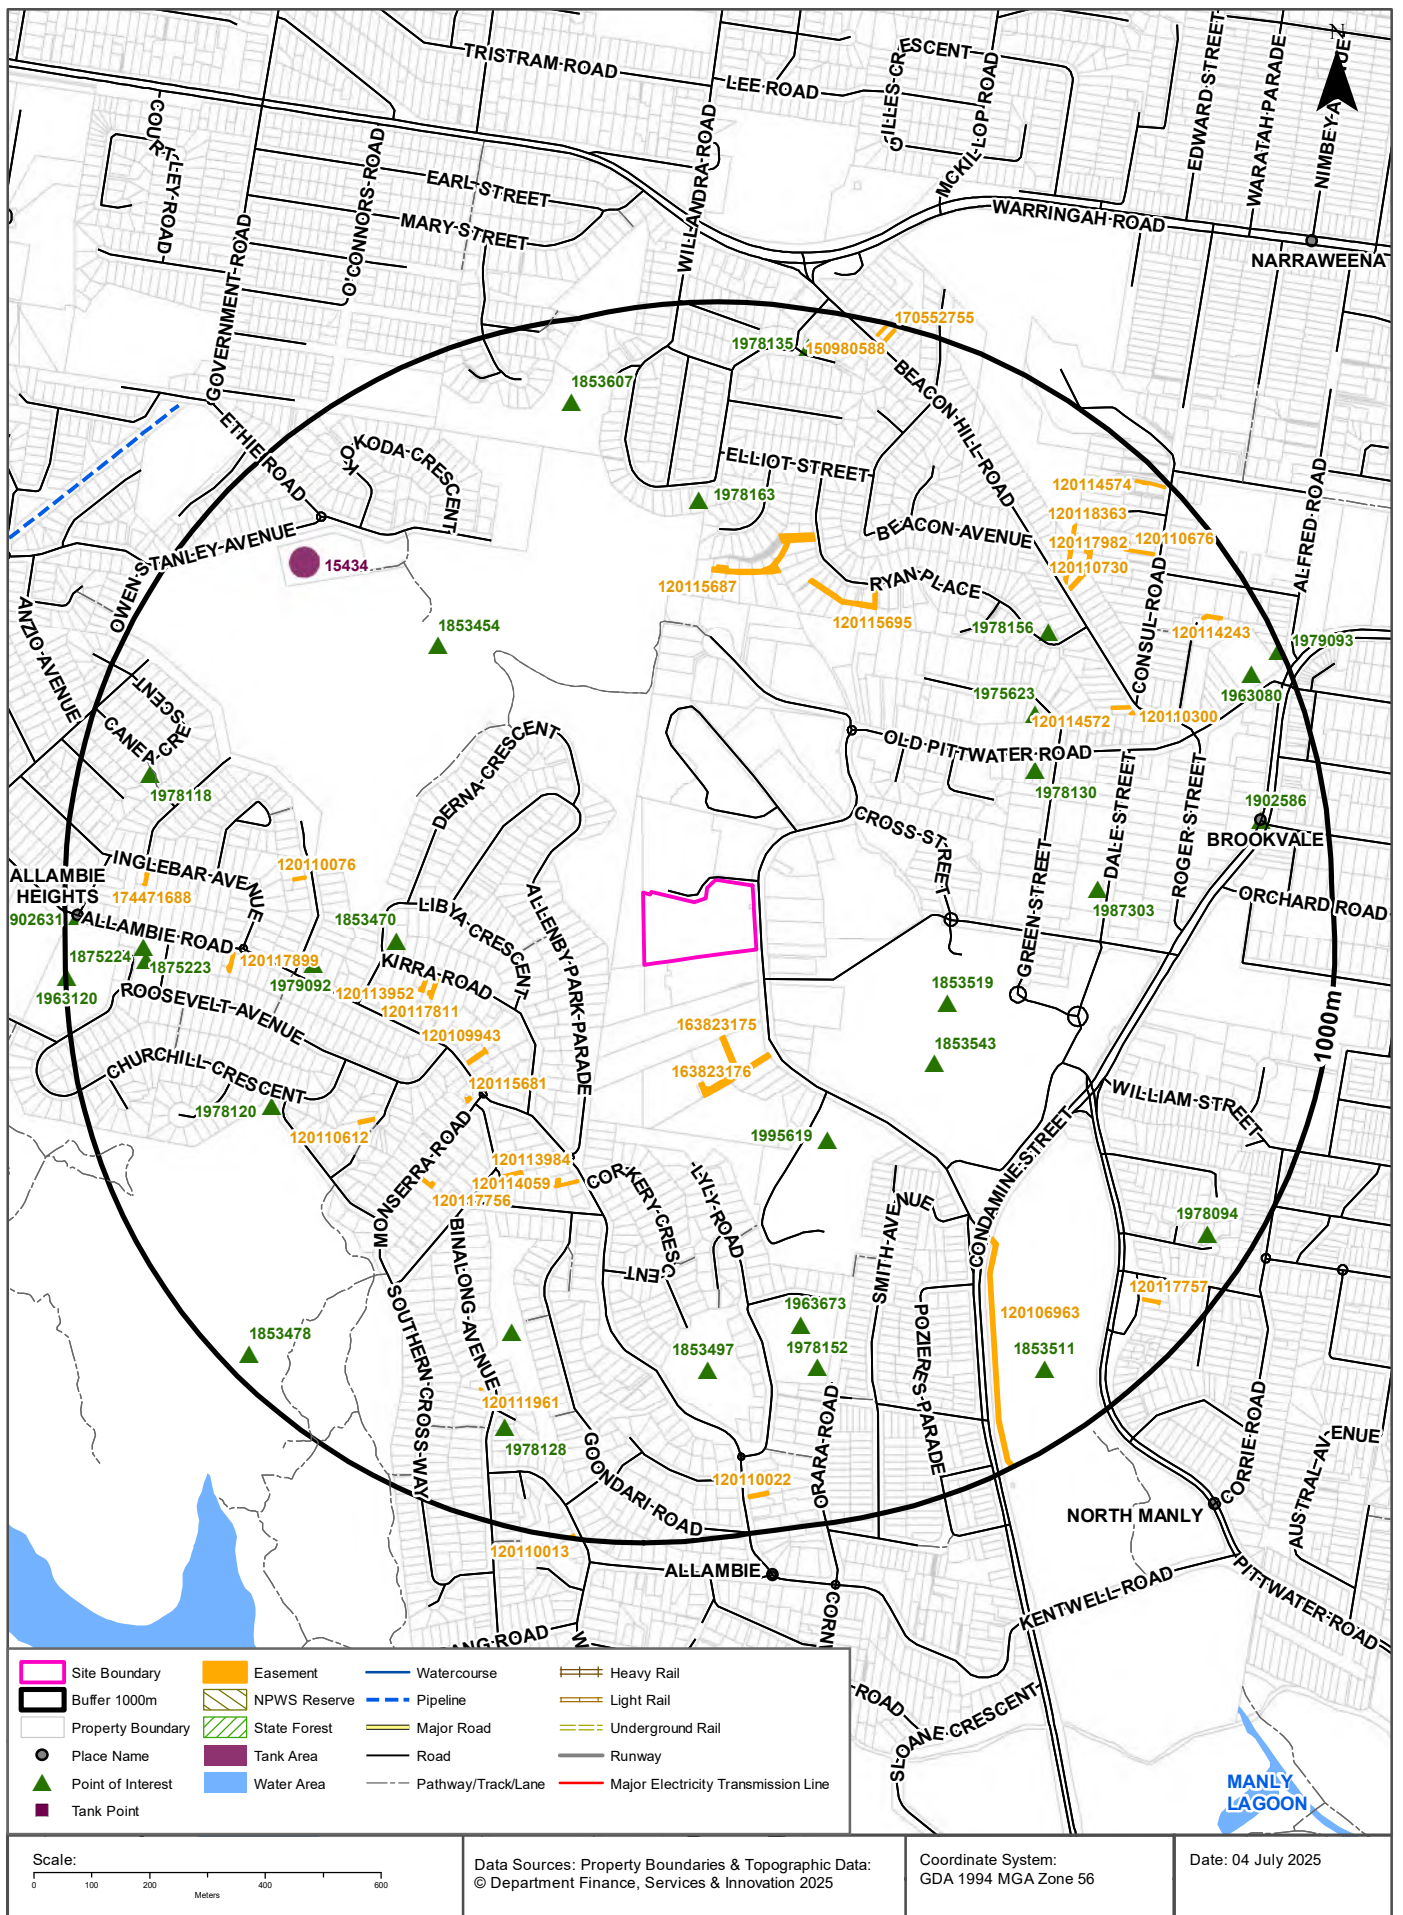 N
TRISTRAM ROAD
LEE ROAD
GILLES CRESCENT
MCKILLOP ROAD
EDWARD STREET
WARATAH PARADE
NIMBEY AVENUE
COURTLEY ROAD
O'CONNORS ROAD
GOVERNMENT ROAD
EARL STREET
MARY STREET
WILLANDRA ROAD
WARRINGAH ROAD
NARRAWEENA
170552755
1978135
150980588
1853607
BEACON HILL ROAD
ETHIE ROAD
KODA CRESCENT
KO
ELLIOT STREET
ALFRED ROAD
1978163
120114574
120118363
OWEN STANLEY AVENUE
BEACON AVENUE
120117982
120110676
15434
120110730
120115687
RYAN PLACE
CONSUL ROAD
120115695
ANZIO AVENUE
1853454
1978156
120114243
1979093
CANEA CRESCENT
1975623
1963080
120114572
120110300
DERNA CRESCENT
OLD PITTWATER ROAD
1978118
1978130
DALE STREET
ROGER STREET
1902586
CROSS STREET
BROOKVALE
INGLEBAR AVENUE
120110076
ALLAMBIE
HEIGHTS
174471688
ALLENBY PARK PARADE
GREEN STREET
ORCHARD ROAD
902631
ALLAMBIE ROAD
1853470
LIBYA CRESCENT
1987303
1875224
120117899
1875223
KIRRA ROAD
1979092
120113952
1853519
1963120
ROOSEVELT AVENUE
120117811
163823175
1000m
120109943
1853543
CHURCHILL CRESCENT
163823176
120115681
WILLIAM STREET
1978120
120110612
MONSERRA ROAD
1995619
CONDAMINE STREET
120113984
120114059
CORKERY CRESCENT
LYLY ROAD
120117756
SMITH AVENUE
1978094
BINALONG AVENUE
SOUTHERN CROSS WAY
120117757
1963673
120106963
1853478
POZIERES PARADE
1978152
1853497
1853511
120111961
1978128
GOONDARI ROAD
ORARA ROAD
CORRIE ROAD
AUSTRAL AVENUE
120110022
NORTH MANLY
120110013
ALLAMBIE
PITTWATER ROAD
KENTWELL ROAD
CORN
ANG ROAD
W
ROAD
SLOANE CRESCENT
MANLY
LAGOON
Site Boundary
Buffer 1000m
Property Boundary
Place Name
Point of Interest
Tank Point
Easement
NPWS Reserve
State Forest
Tank Area
Water Area
Watercourse
Pipeline
Major Road
Road
Pathway/Track/Lane
Heavy Rail
Light Rail
Underground Rail
Runway
Major Electricity Transmission Line
Scale:
0 100 200 400 600
Meters
Data Sources: Property Boundaries & Topographic Data:
© Department Finance, Services & Innovation 2025
Coordinate System:
GDA 1994 MGA Zone 56
Date: 04 July 2025